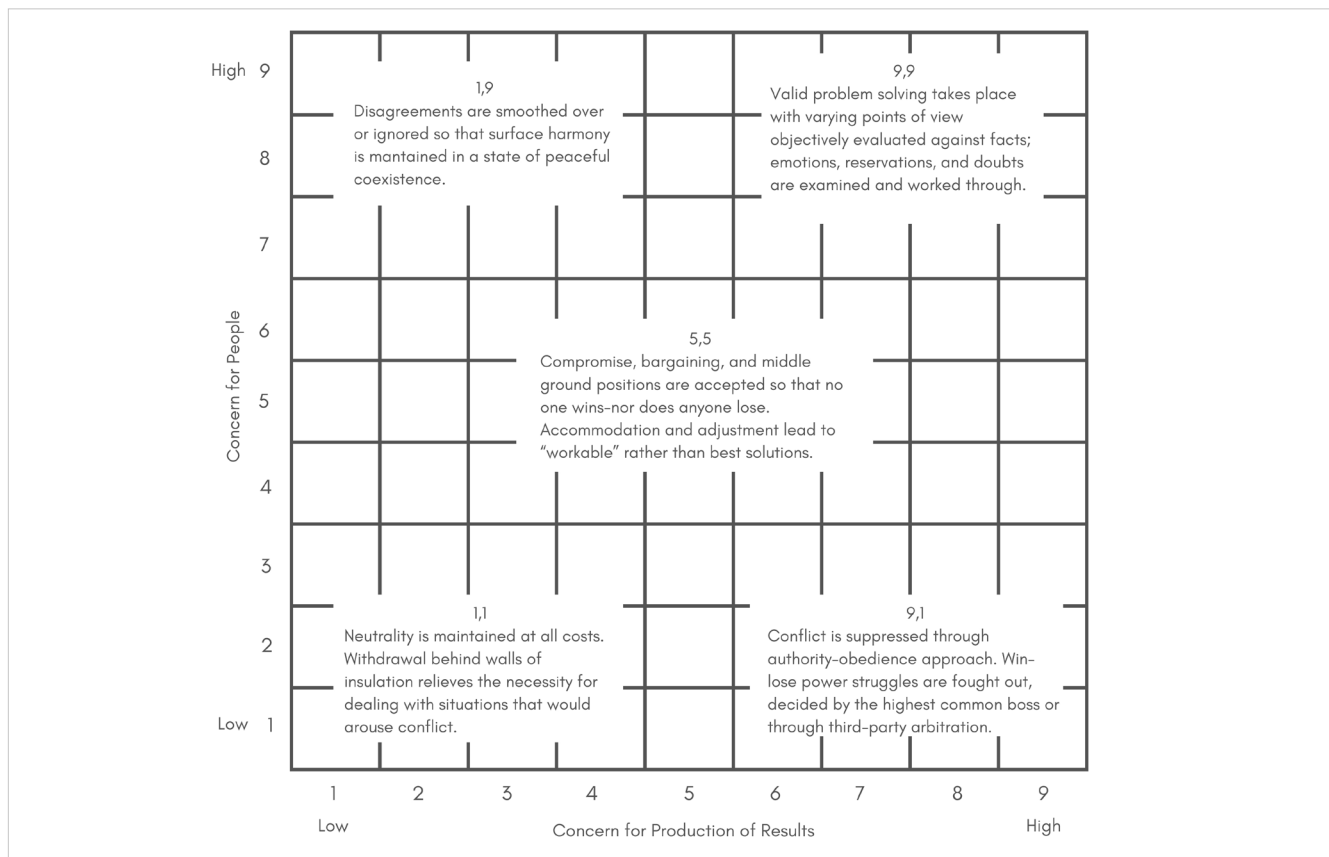 High 9
8
7
6
5
4
3
2
Low 1
Concern for People
1,9
Disagreements are smoothed over
or ignored so that surface harmony
is mantained in a state of peaceful
coexistence.
9,9
Valid problem solving takes place
with varying points of view
objectively evaluated against facts;
emotions, reservations, and doubts
are examined and worked through.
5,5
Compromise, bargaining, and middle
ground positions are accepted so that no
one wins-nor does anyone lose.
Accommodation and adjustment lead to
“workable” rather than best solutions.
1,1
Neutrality is maintained at all costs.
Withdrawal behind walls of
insulation relieves the necessity for
dealing with situations that would
arouse conflict.
9,1
Conflict is suppressed through
authority-obedience approach. Win-
lose power struggles are fought out,
decided by the highest common boss or
through third-party arbitration.
1 2 3 4 5 6 7 8 9
Low High
Concern for Production of Results